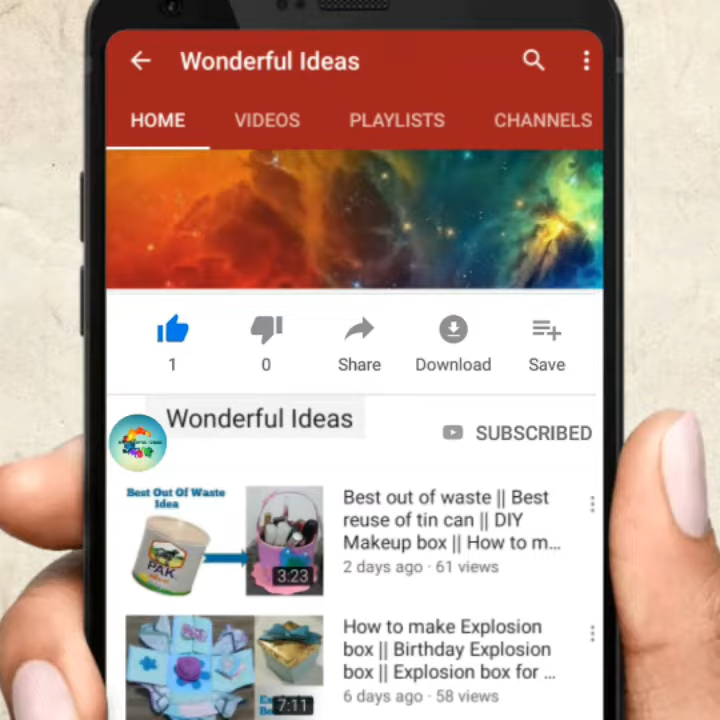 Wonderful Ideas
HOME VIDEOS PLAYLISTS CHANNELS
1 0 Share Download Save
Wonderful Ideas
SUBSCRIBED
Best Out Of Waste
Idea
PAK
3:23
Best out of waste || Best
reuse of tin can || DIY
Makeup box || How to m...
2 days ago · 61 views
7:11
How to make Explosion
box || Birthday Explosion
box || Explosion box for ...
6 days ago · 58 views